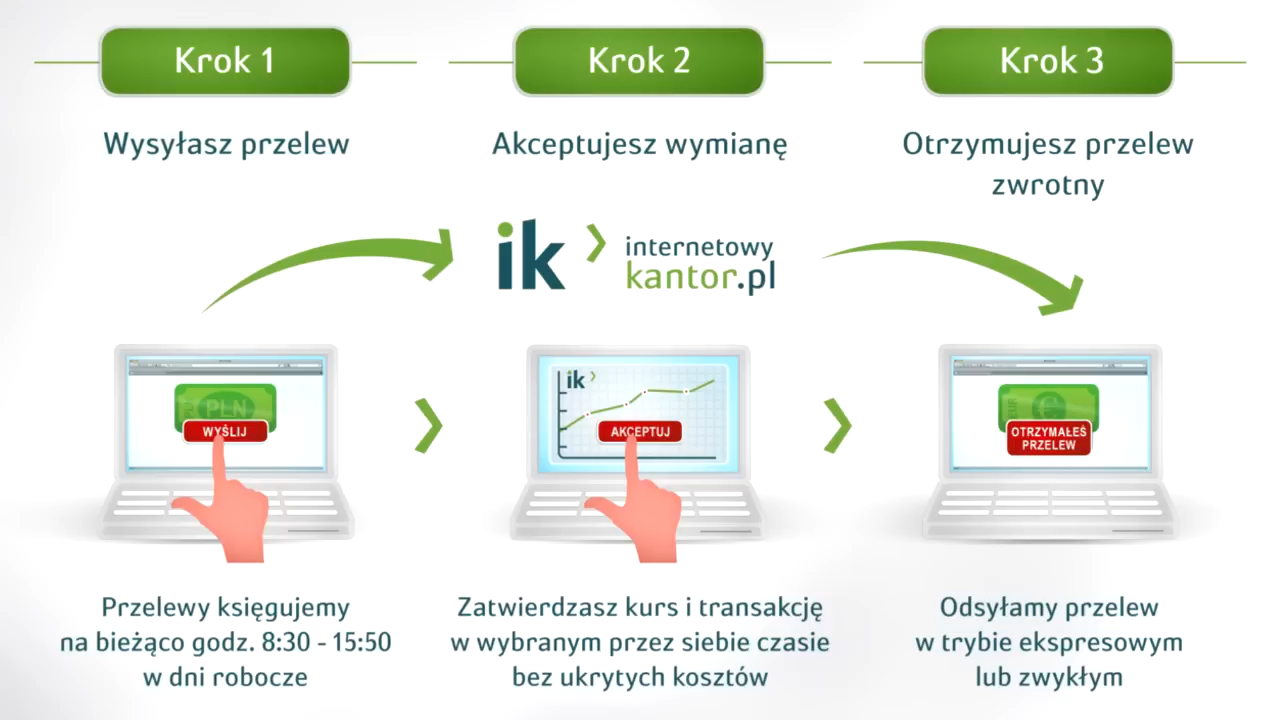 Krok 1
Krok 2
Krok 3
Wysyłasz przelew
Akceptujesz wymianę
Otrzymujesz przelew
zwrotny
ik
internetowy
kantor.pl
PLN
WYŚLIJ
ik
AKCEPTUJ
EUR
OTRZYMAŁEŚ
PRZELEW
Przelewy księgujemy
na bieżąco godz. 8:30 - 15:50
w dni robocze
Zatwierdzasz kurs i transakcję
w wybranym przez siebie czasie
bez ukrytych kosztów
Odsyłamy przelew
w trybie ekspresowym
lub zwykłym